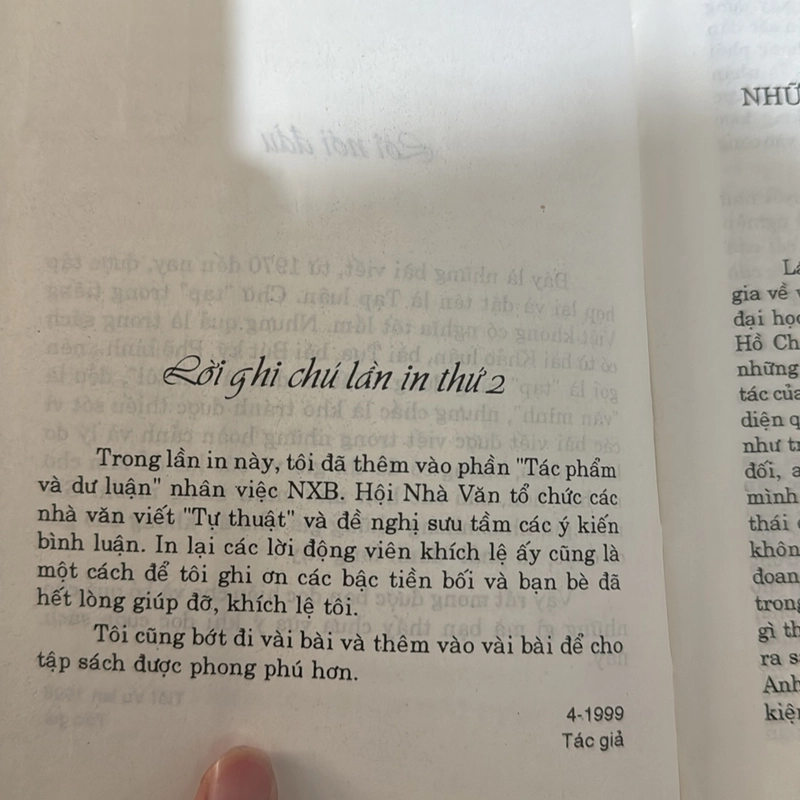 Lời ghi chú lần in thứ 2
Trong lần in này, tôi đã thêm vào phần "Tác phẩm
và dư luận" nhân việc NXB. Hội Nhà Văn tổ chức các
nhà văn viết "Tự thuật" và đề nghị sưu tầm các ý kiến
bình luận. In lại các lời động viên khích lệ ấy cũng là
một cách để tôi ghi ơn các bậc tiền bối và bạn bè đã
hết lòng giúp đỡ, khích lệ tôi.
Tôi cũng bớt đi vài bài và thêm vào vài bài để cho
tập sách được phong phú hơn.
4-1999
Tác giả
gia về
đại học
Hồ Ch
những
tác của
diện q
như tr
đối, a
mình
thái
khôn
đoan
trong
gì th
ra s
Anh
kiện